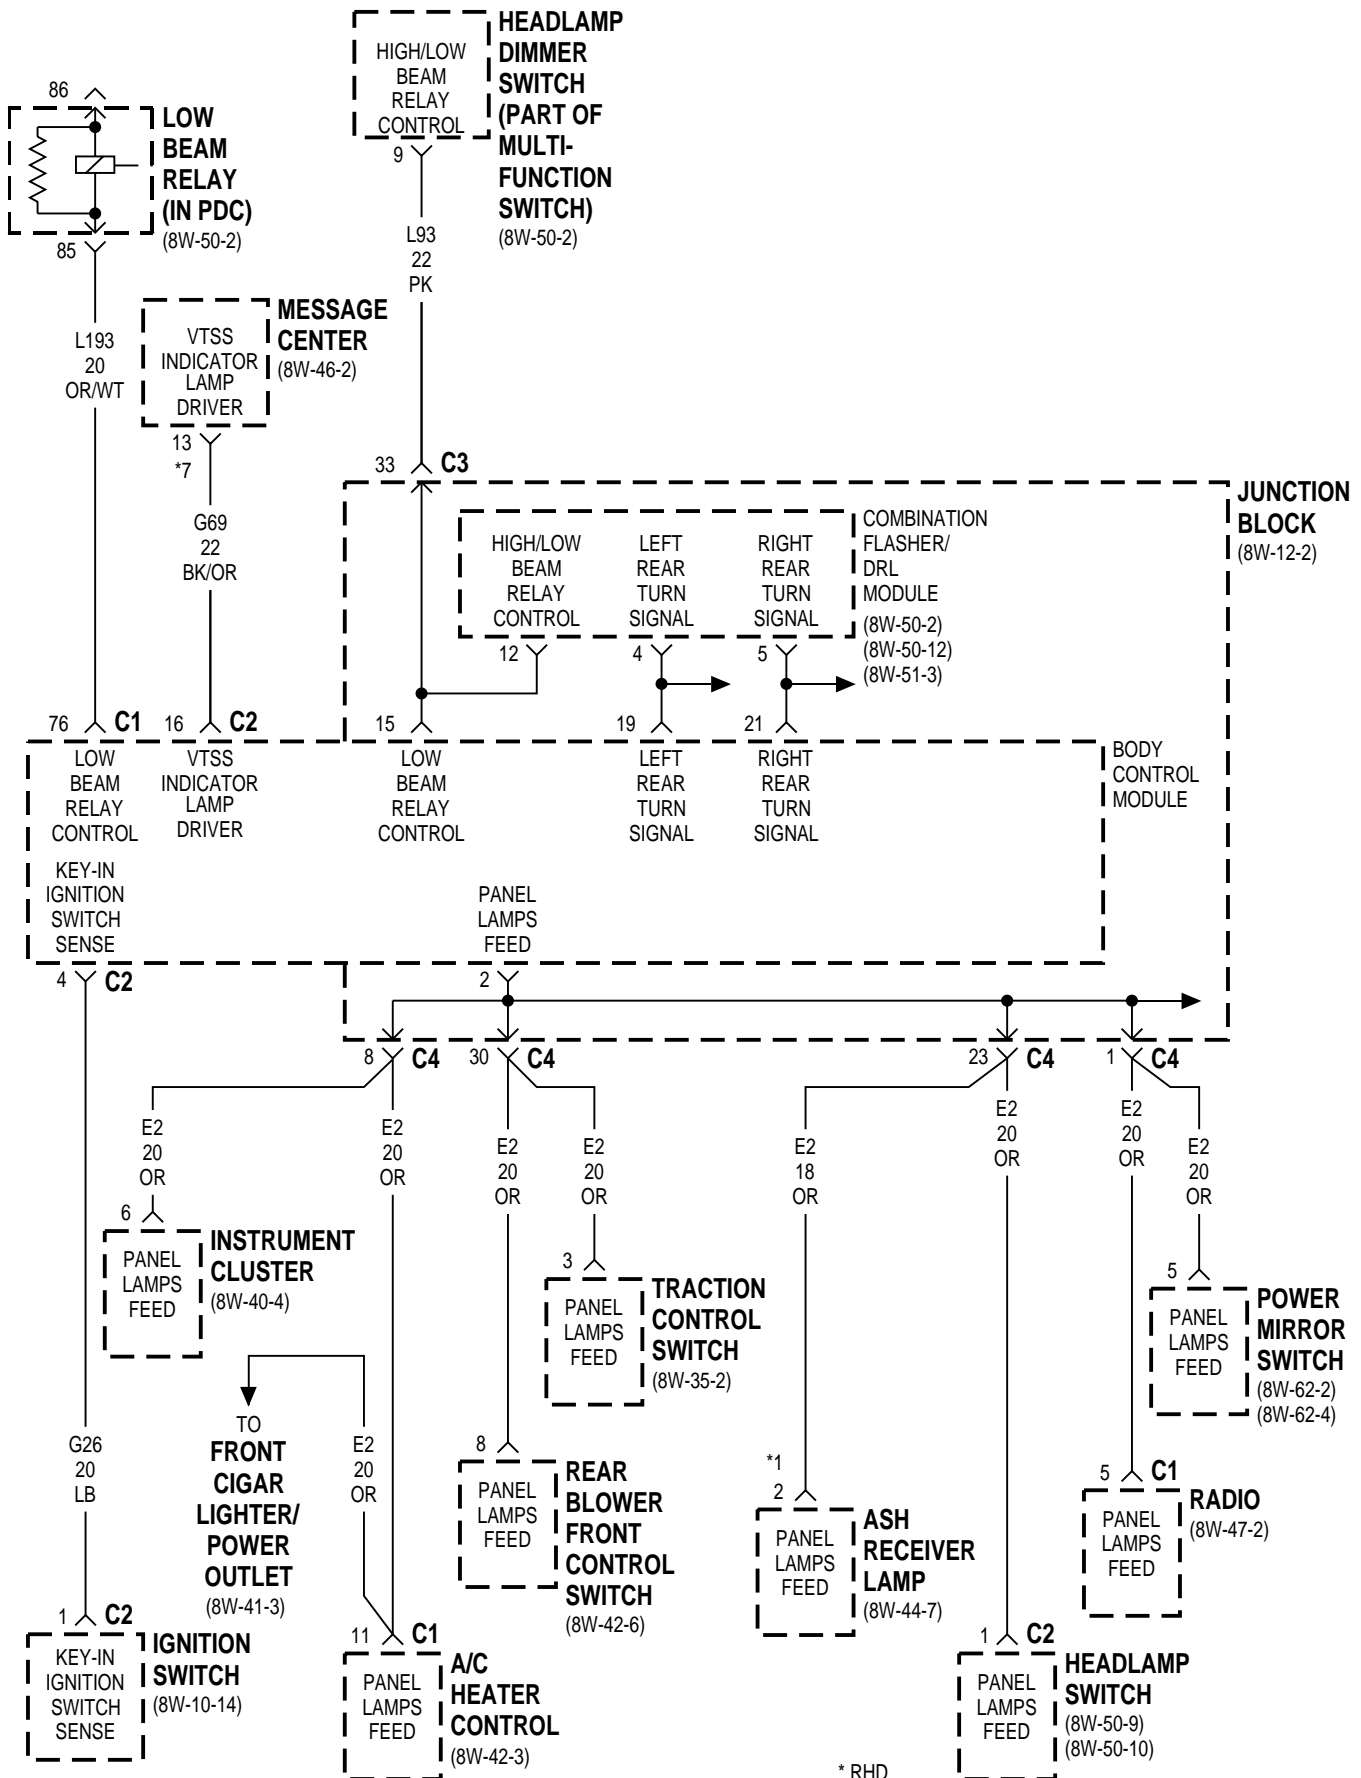 HEADLAMP
DIMMER
SWITCH
(PART OF
MULTI-
FUNCTION
SWITCH)
(8W-50-2)
HIGH/LOW
BEAM
RELAY
CONTROL
9
L93
22
PK
86
LOW
BEAM
RELAY
(IN PDC)
(8W-50-2)
85
L193
20
OR/WT
MESSAGE
CENTER
(8W-46-2)
VTSS
INDICATOR
LAMP
DRIVER
13
*7
G69
22
BK/OR
33 C3
JUNCTION
BLOCK
(8W-12-2)
COMBINATION
FLASHER/
DRL
MODULE
(8W-50-2)
(8W-50-12)
(8W-51-3)
HIGH/LOW
BEAM
RELAY
CONTROL
LEFT
REAR
TURN
SIGNAL
RIGHT
REAR
TURN
SIGNAL
12 4 5
76 C1 16 C2 15 19 21
LOW
BEAM
RELAY
CONTROL
VTSS
INDICATOR
LAMP
DRIVER
LOW
BEAM
RELAY
CONTROL
LEFT
REAR
TURN
SIGNAL
RIGHT
REAR
TURN
SIGNAL
BODY
CONTROL
MODULE
KEY-IN
IGNITION
SWITCH
SENSE
PANEL
LAMPS
FEED
4 C2 2
8 C4 30 C4 23 C4 1 C4
E2
20
OR
E2
20
OR
E2
20
OR
E2
20
OR
E2
18
OR
E2
20
OR
E2
20
OR
E2
20
OR
6
PANEL
LAMPS
FEED
INSTRUMENT
CLUSTER
(8W-40-4)
3
PANEL
LAMPS
FEED
TRACTION
CONTROL
SWITCH
(8W-35-2)
5
PANEL
LAMPS
FEED
POWER
MIRROR
SWITCH
(8W-62-2)
(8W-62-4)
TO
FRONT
CIGAR
LIGHTER/
POWER
OUTLET
(8W-41-3)
G26
20
LB
E2
20
OR
8
PANEL
LAMPS
FEED
REAR
BLOWER
FRONT
CONTROL
SWITCH
(8W-42-6)
*1
2
PANEL
LAMPS
FEED
ASH
RECEIVER
LAMP
(8W-44-7)
5 C1
PANEL
LAMPS
FEED
RADIO
(8W-47-2)
1 C2
KEY-IN
IGNITION
SWITCH
SENSE
IGNITION
SWITCH
(8W-10-14)
11 C1
PANEL
LAMPS
FEED
A/C
HEATER
CONTROL
(8W-42-3)
1 C2
PANEL
LAMPS
FEED
HEADLAMP
SWITCH
(8W-50-9)
(8W-50-10)
* RHD